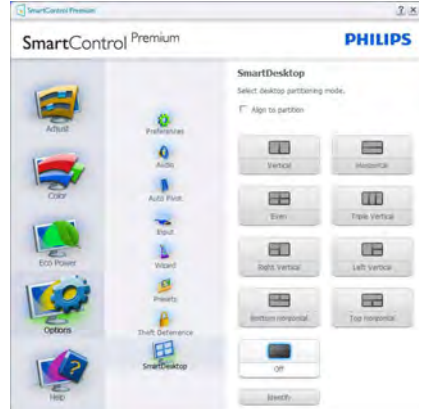 SmartControl Premium
SmartControl Premium
PHILIPS
Adjust
Color
Eco Power
Options
Help
Preferences
Audio
Auto Pivot
Input
Wizard
Presets
Theft Deterrence
SmartDesktop
SmartDesktop
Select desktop partitioning mode.
Align to partition
Vertical
Horizontal
Even
Triple Vertical
Right Vertical
Left Vertical
Bottom Horizontal
Top Horizontal
Off
Identify